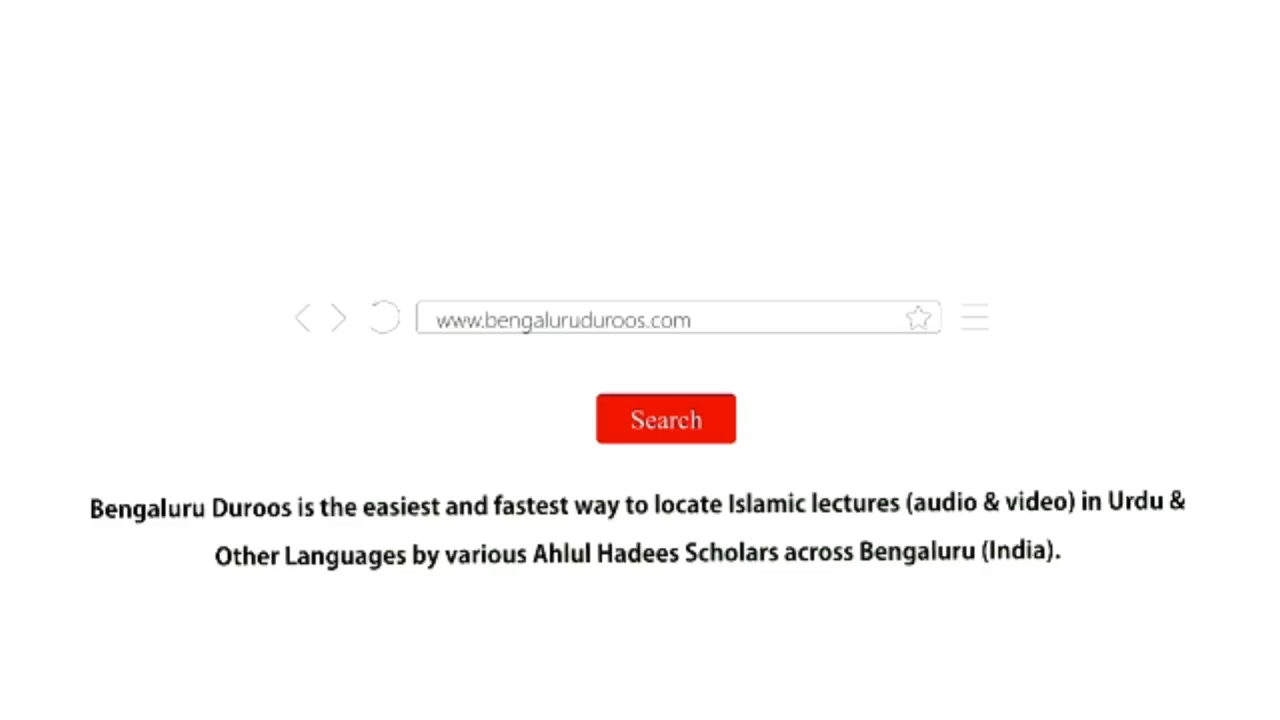 www.bengaluruduroos.com
Search
Bengaluru Duroos is the easiest and fastest way to locate Islamic lectures (audio & video) in Urdu &
Other Languages by various Ahlul Hadees Scholars across Bengaluru (India).